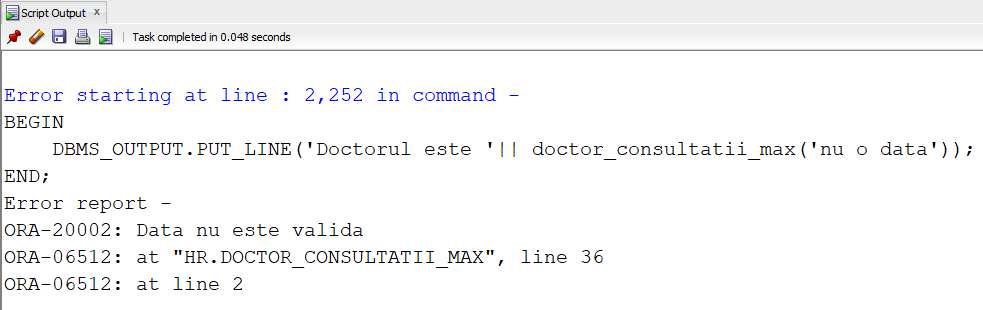 Script Output x
Task completed in 0.048 seconds
Error starting at line : 2,252 in command -
BEGIN
    DBMS_OUTPUT.PUT_LINE('Doctorul este '|| doctor_consultatii_max('nu o data'));
END;
Error report -
ORA-20002: Data nu este valida
ORA-06512: at "HR.DOCTOR_CONSULTATII_MAX", line 36
ORA-06512: at line 2